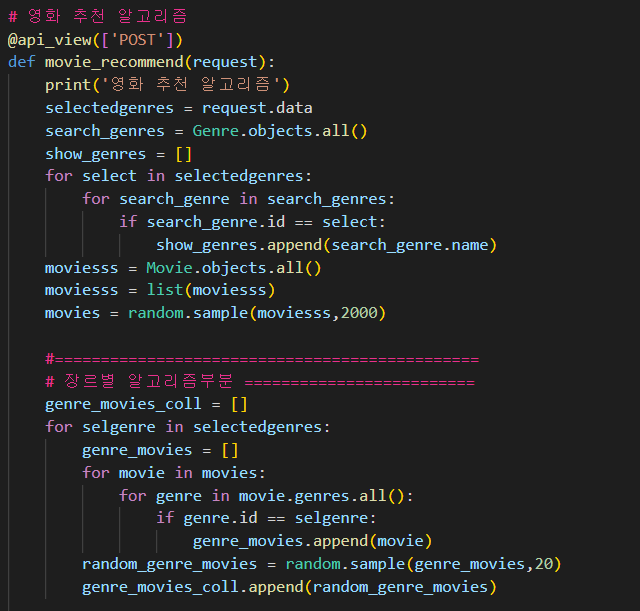 # 영화 추천 알고리즘
@api_view(['POST'])
def movie_recommend(request):
    print('영화 추천 알고리즘')
    selectedgenres = request.data
    search_genres = Genre.objects.all()
    show_genres = []
    for select in selectedgenres:
        for search_genre in search_genres:
            if search_genre.id == select:
                show_genres.append(search_genre.name)
    moviesss = Movie.objects.all()
    moviesss = list(moviesss)
    movies = random.sample(moviesss,2000)
    #==============================================
    # 장르별 알고리즘부분 =========================
    genre_movies_coll = []
    for selgenre in selectedgenres:
        genre_movies = []
        for movie in movies:
            for genre in movie.genres.all():
                if genre.id == selgenre:
                    genre_movies.append(movie)
        random_genre_movies = random.sample(genre_movies,20)
        genre_movies_coll.append(random_genre_movies)